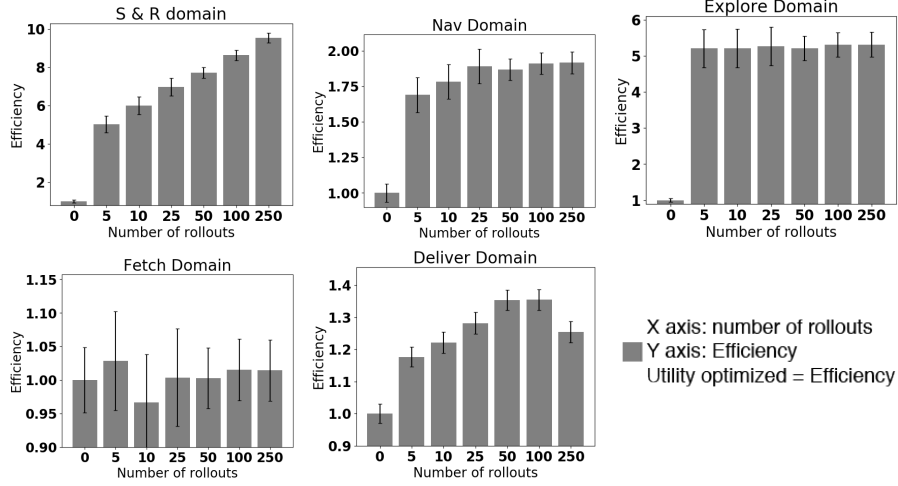 S & R domain
10
8
6
4
2
Efficiency
0 5 10 25 50 100 250
Number of rollouts
Nav Domain
2.00
1.75
1.50
1.25
1.00
Efficiency
0 5 10 25 50 100 250
Number of rollouts
Explore Domain
6
5
4
3
2
1
Efficiency
0 5 10 25 50 100 250
Number of rollouts
Fetch Domain
1.15
1.10
1.05
1.00
0.95
0.90
Efficiency
0 5 10 25 50 100 250
Number of rollouts
Deliver Domain
1.4
1.3
1.2
1.1
1.0
0.9
Efficiency
0 5 10 25 50 100 250
Number of rollouts
X axis: number of rollouts
Y axis: Efficiency
Utility optimized = Efficiency